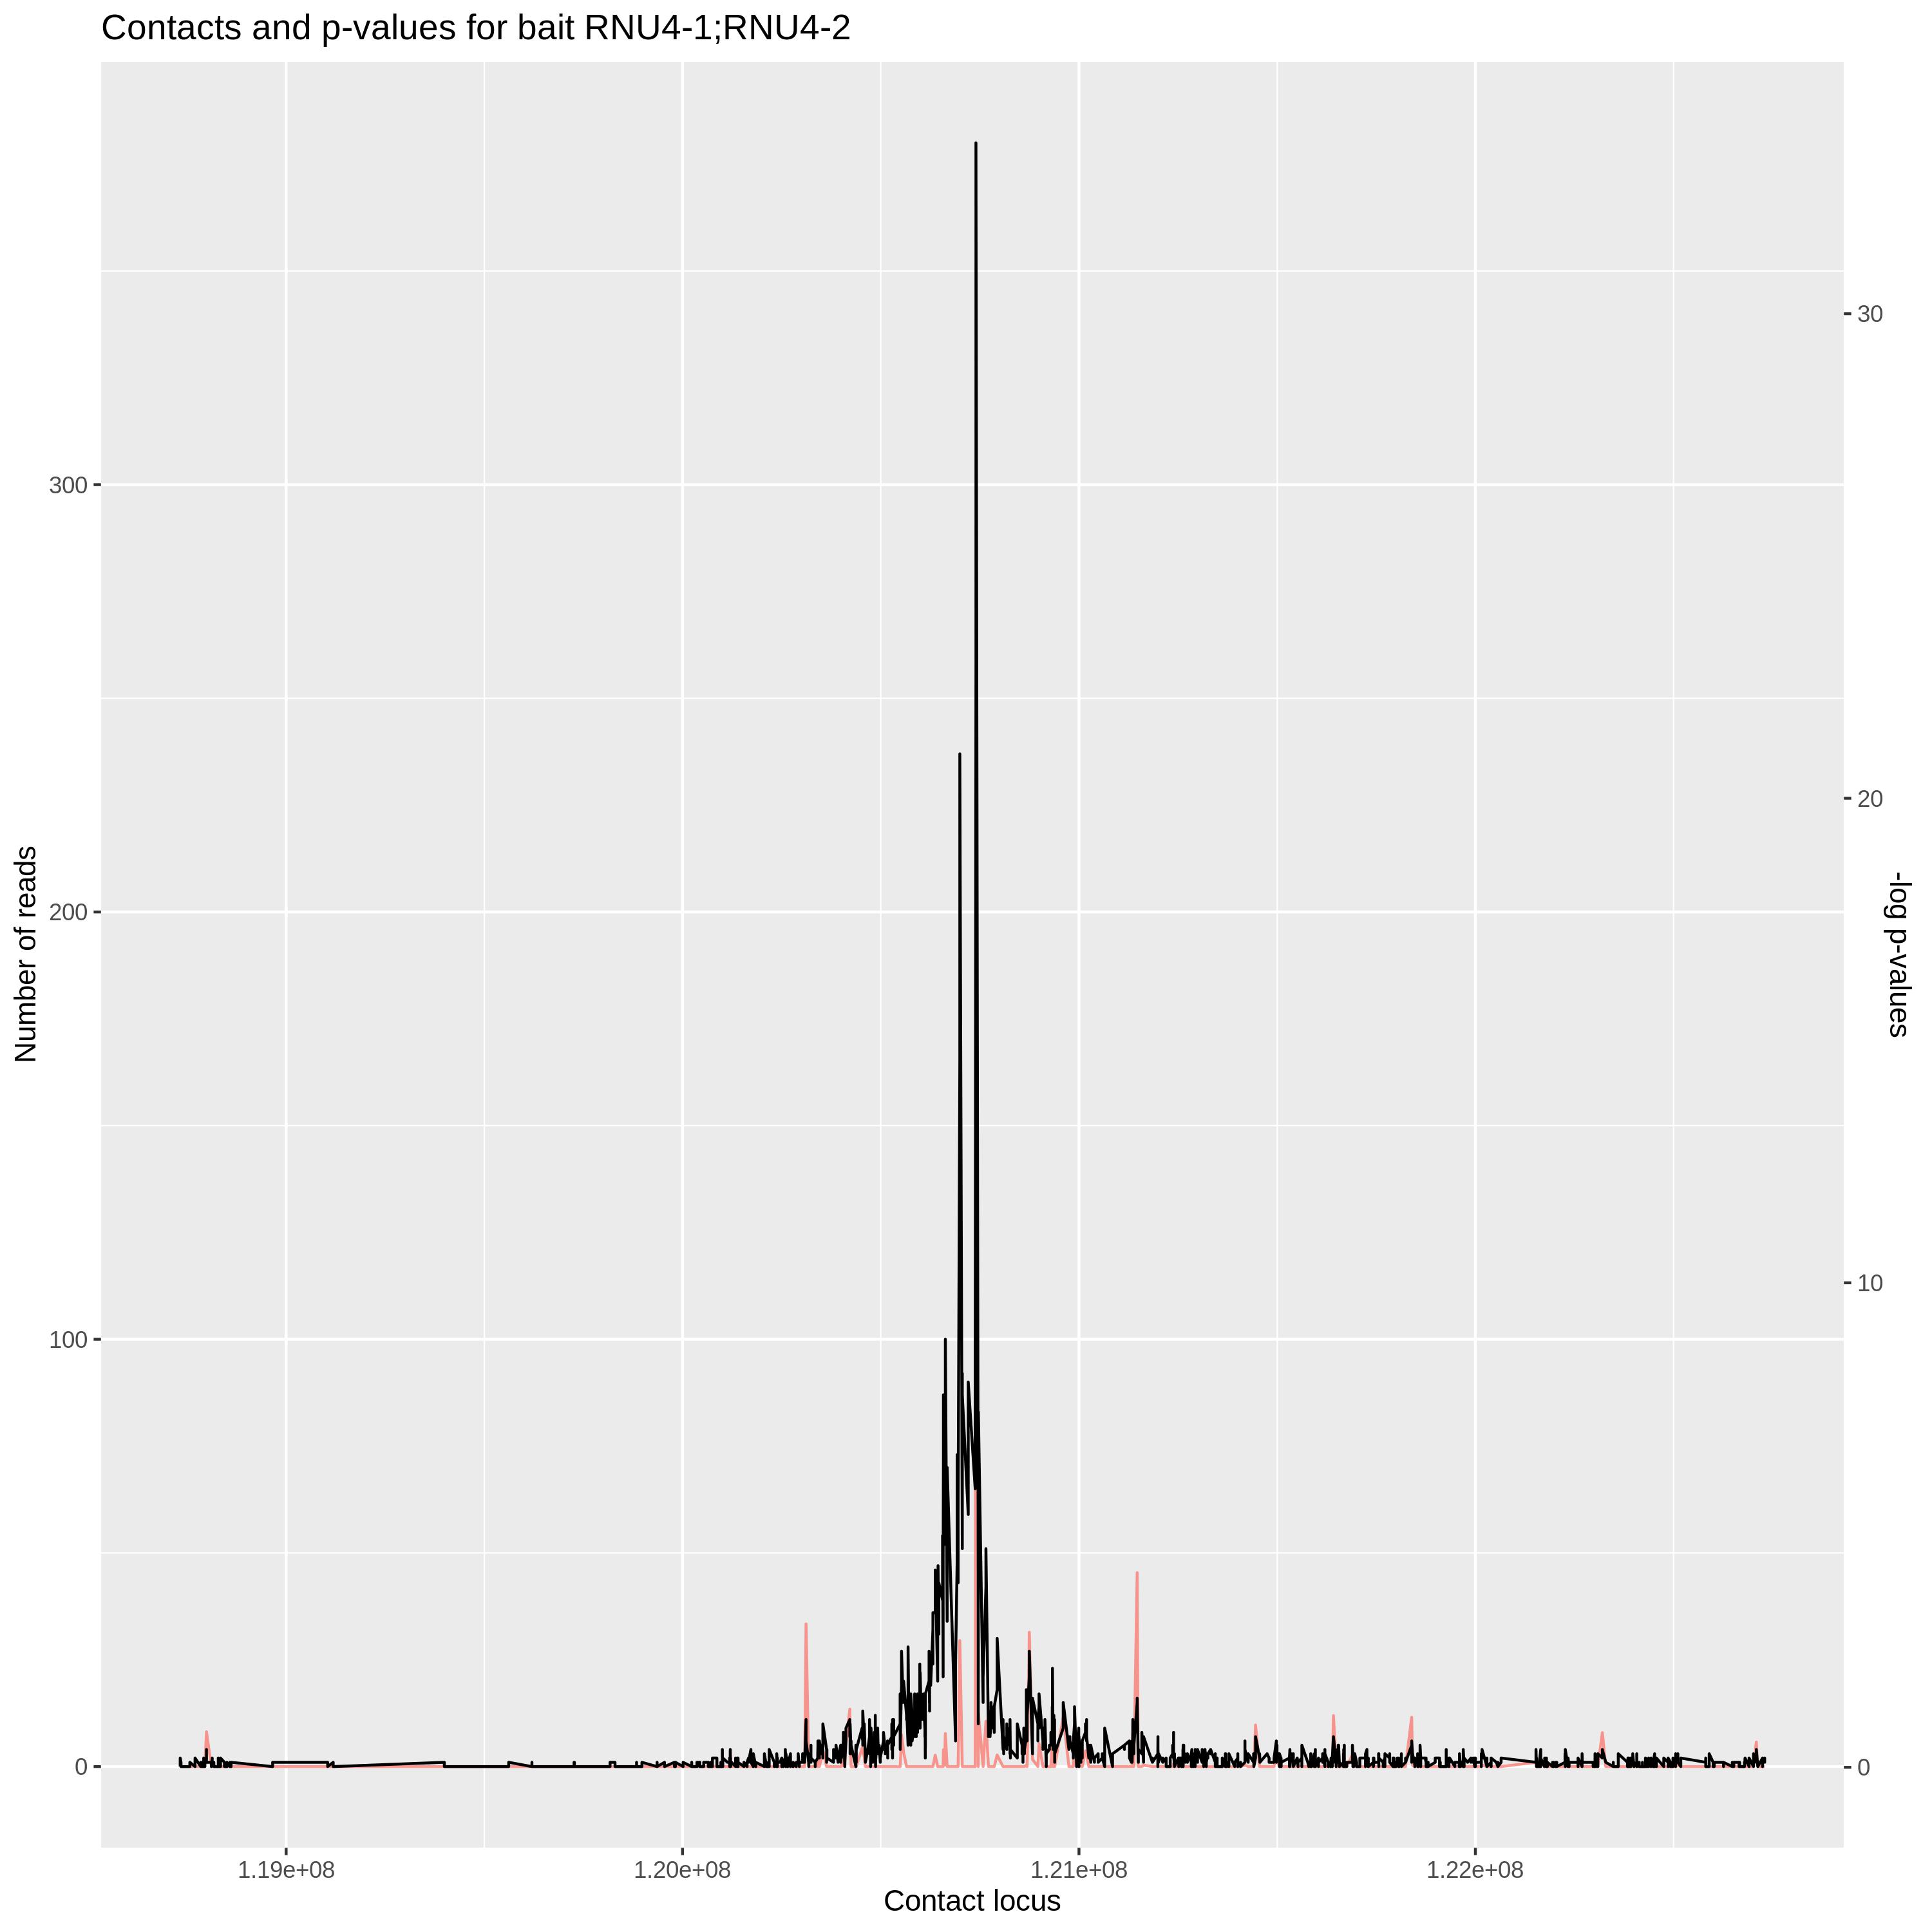 Contacts and p-values for bait RNU4-1;RNU4-2
300
200
100
0
Number of reads
30
20
10
0
-log p-values
1.19e+08 1.20e+08 1.21e+08 1.22e+08
Contact locus